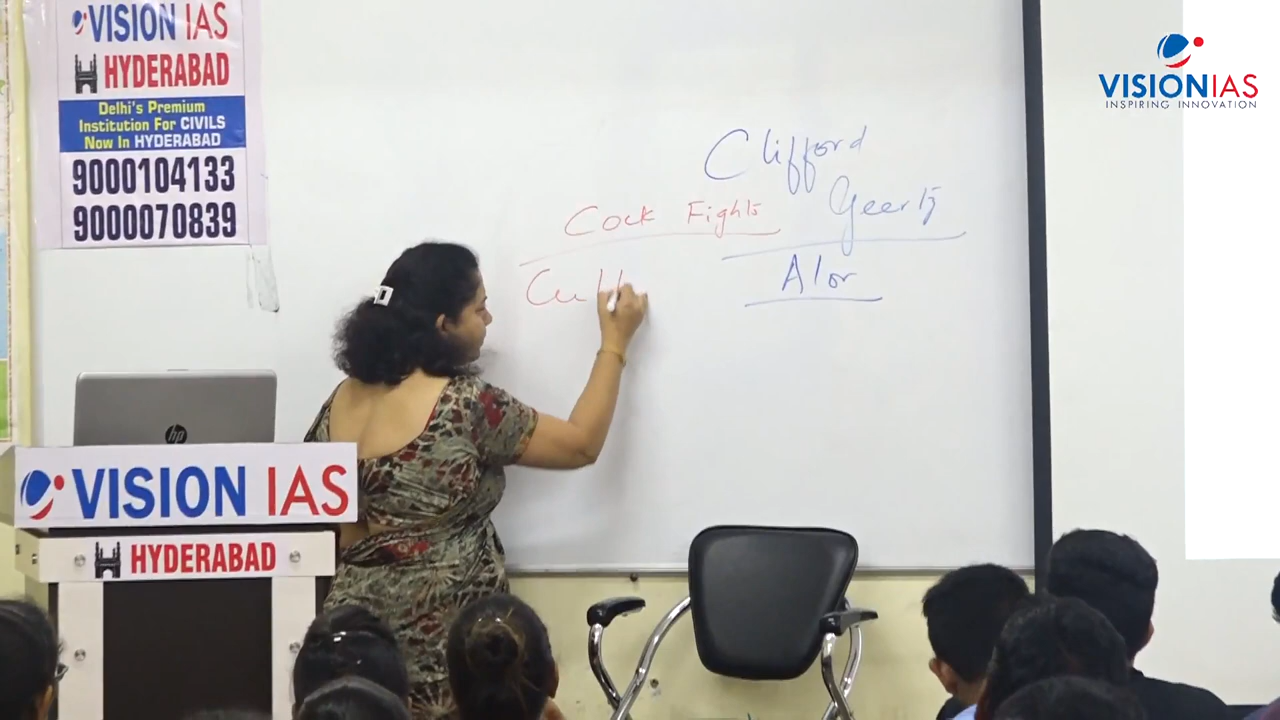 VISION IAS
HYDERABAD
Delhi's Premium
Institution For CIVILS
Now In HYDERABAD
9000104133
9000070839
VISIONIAS
INSPIRING INNOVATION
Clifford
Geertz
Cock Fights
Alor
hp
VISION IAS
HYDERABAD